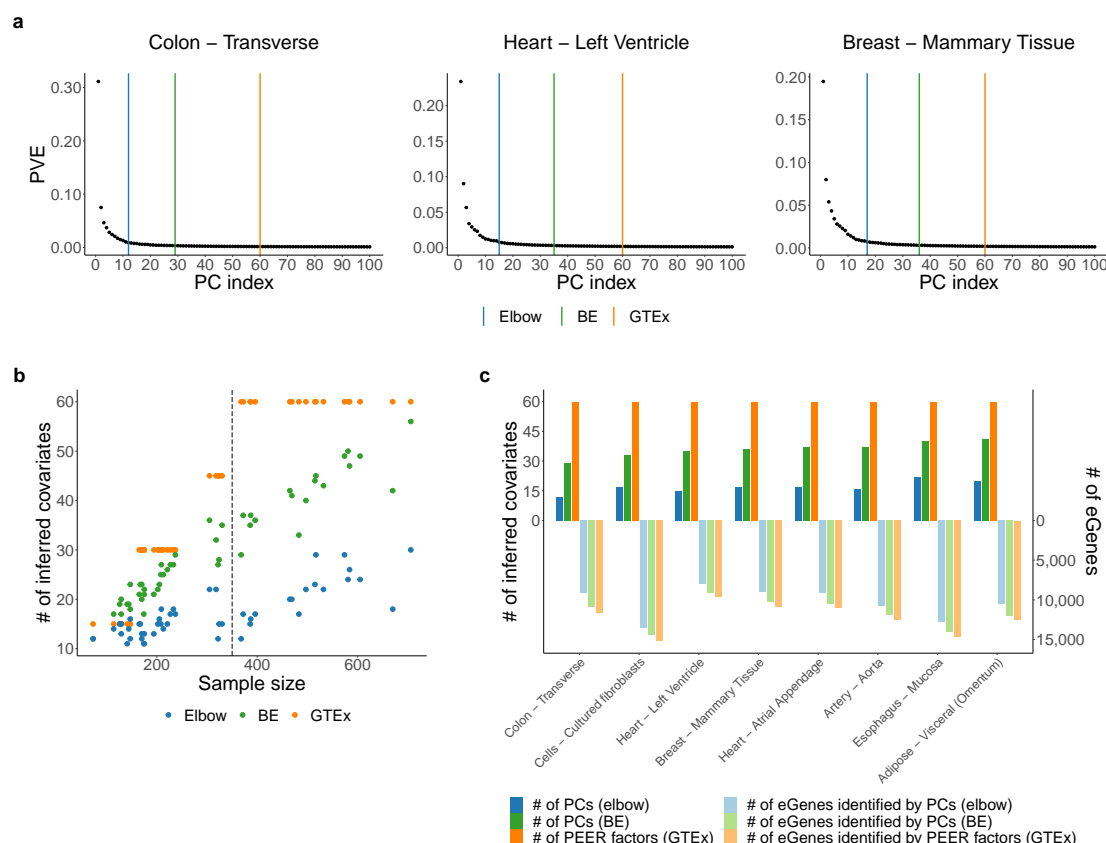 a
Colon − Transverse
Heart − Left Ventricle
Breast − Mammary Tissue
PVE
0.30
0.20
0.10
0.00
0 10 20 30 40 50 60 70 80 90 100
PC index
0.20
0.15
0.10
0.05
0.00
0 10 20 30 40 50 60 70 80 90 100
PC index
0.20
0.15
0.10
0.05
0.00
0 10 20 30 40 50 60 70 80 90 100
PC index
Elbow BE GTEx
b
# of inferred covariates
60
50
40
30
20
10
200 400 600
Sample size
Elbow BE GTEx
c
# of inferred covariates
60
45
30
15
0
# of eGenes
0
5,000
10,000
15,000
Colon − Transverse
Cells − Cultured fibroblasts
Heart − Left Ventricle
Breast − Mammary Tissue
Heart − Atrial Appendage
Artery − Aorta
Esophagus − Mucosa
Adipose − Visceral (Omentum)
# of PCs (elbow)
# of PCs (BE)
# of PEER factors (GTEx)
# of eGenes identified by PCs (elbow)
# of eGenes identified by PCs (BE)
# of eGenes identified by PEER factors (GTEx)